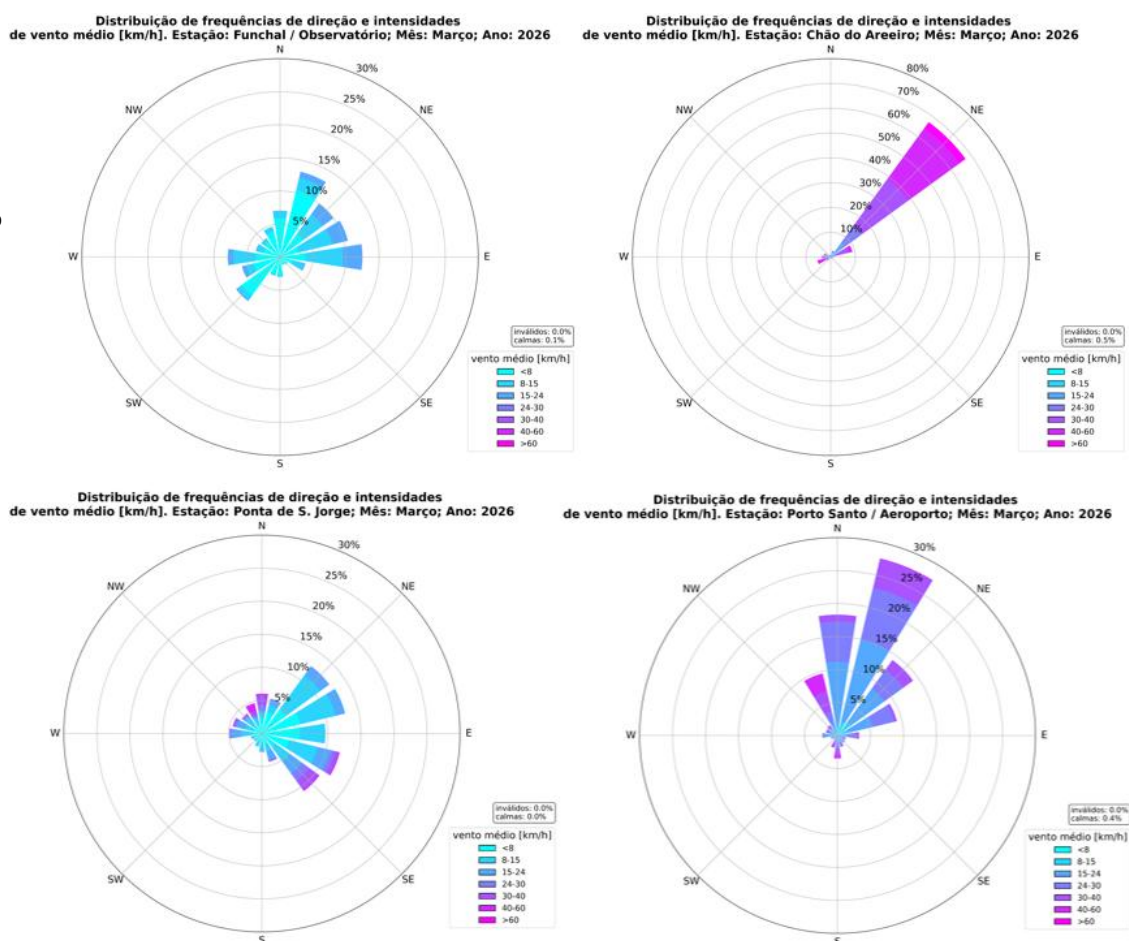 Distribuição de frequências de direção e intensidades
de vento médio [km/h]. Estação: Funchal / Observatório; Mês: Março; Ano: 2026
N
30%
25%
20%
15%
10%
5%
NW
NE
W
E
SW
SE
S
inválidos: 0.0%
calmas: 0.1%
vento médio [km/h]
<8
8-15
15-24
24-30
30-40
40-60
>60
Distribuição de frequências de direção e intensidades
de vento médio [km/h]. Estação: Chão do Areeiro; Mês: Março; Ano: 2026
N
80%
70%
60%
50%
40%
30%
20%
10%
NW
NE
W
E
SW
SE
S
inválidos: 0.0%
calmas: 0.5%
vento médio [km/h]
<8
8-15
15-24
24-30
30-40
40-60
>60
Distribuição de frequências de direção e intensidades
de vento médio [km/h]. Estação: Ponta de S. Jorge; Mês: Março; Ano: 2026
N
30%
25%
20%
15%
10%
5%
NW
NE
W
E
SW
SE
S
inválidos: 0.0%
calmas: 0.0%
vento médio [km/h]
<8
8-15
15-24
24-30
30-40
40-60
>60
Distribuição de frequências de direção e intensidades
de vento médio [km/h]. Estação: Porto Santo / Aeroporto; Mês: Março; Ano: 2026
N
30%
25%
20%
15%
10%
5%
NW
NE
W
E
SW
SE
S
inválidos: 0.0%
calmas: 0.4%
vento médio [km/h]
<8
8-15
15-24
24-30
30-40
40-60
>60